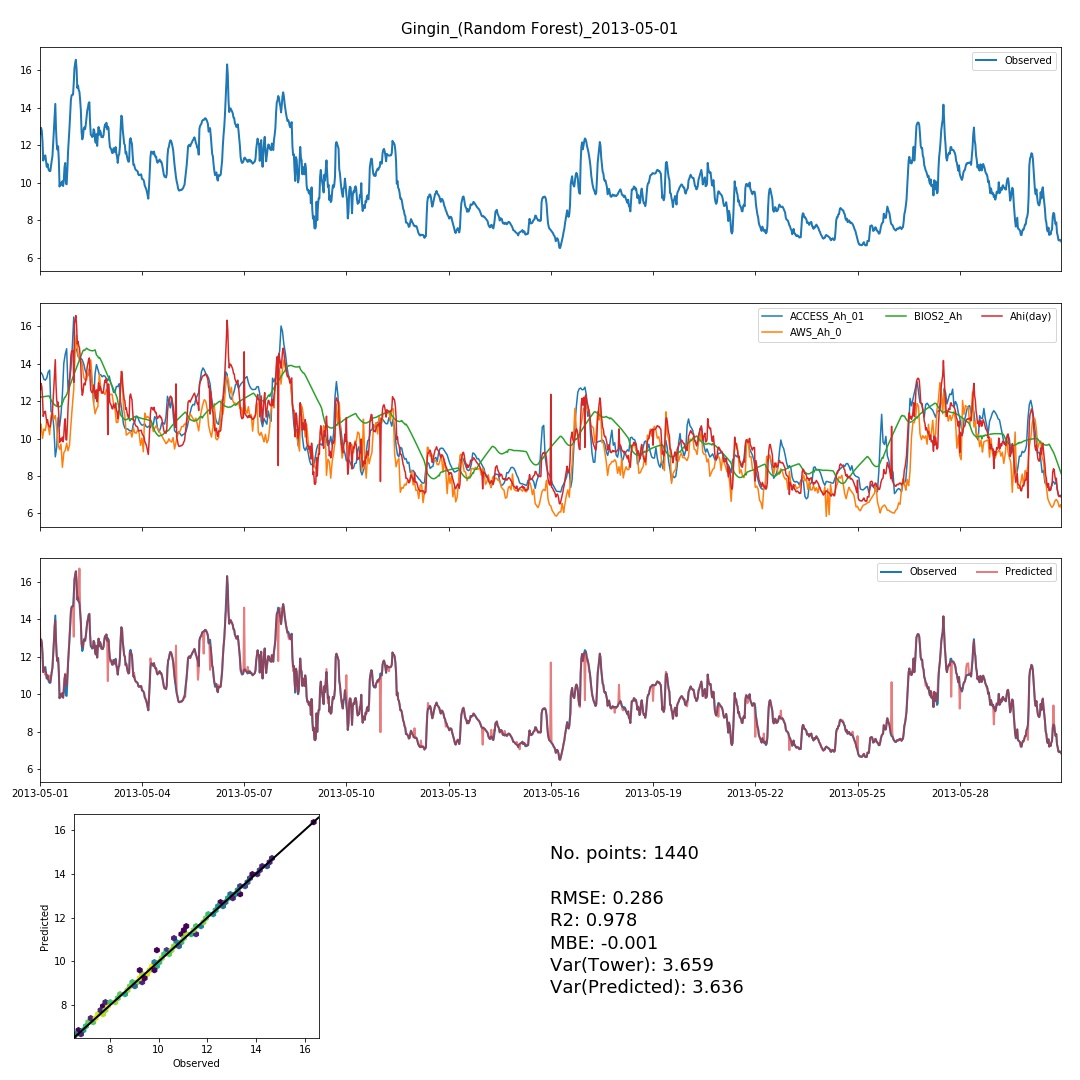 Gingin_(Random Forest)_2013-05-01
Observed
16
14
12
10
8
6
ACCESS_Ah_01 BIOS2_Ah Ahi(day)
AWS_Ah_0
16
14
12
10
8
6
Observed Predicted
16
14
12
10
8
6
2013-05-01 2013-05-04 2013-05-07 2013-05-10 2013-05-13 2013-05-16 2013-05-19 2013-05-22 2013-05-25 2013-05-28
16
14
12
10
8
Predicted
8 10 12 14 16
Observed
No. points: 1440
RMSE: 0.286
R2: 0.978
MBE: -0.001
Var(Tower): 3.659
Var(Predicted): 3.636